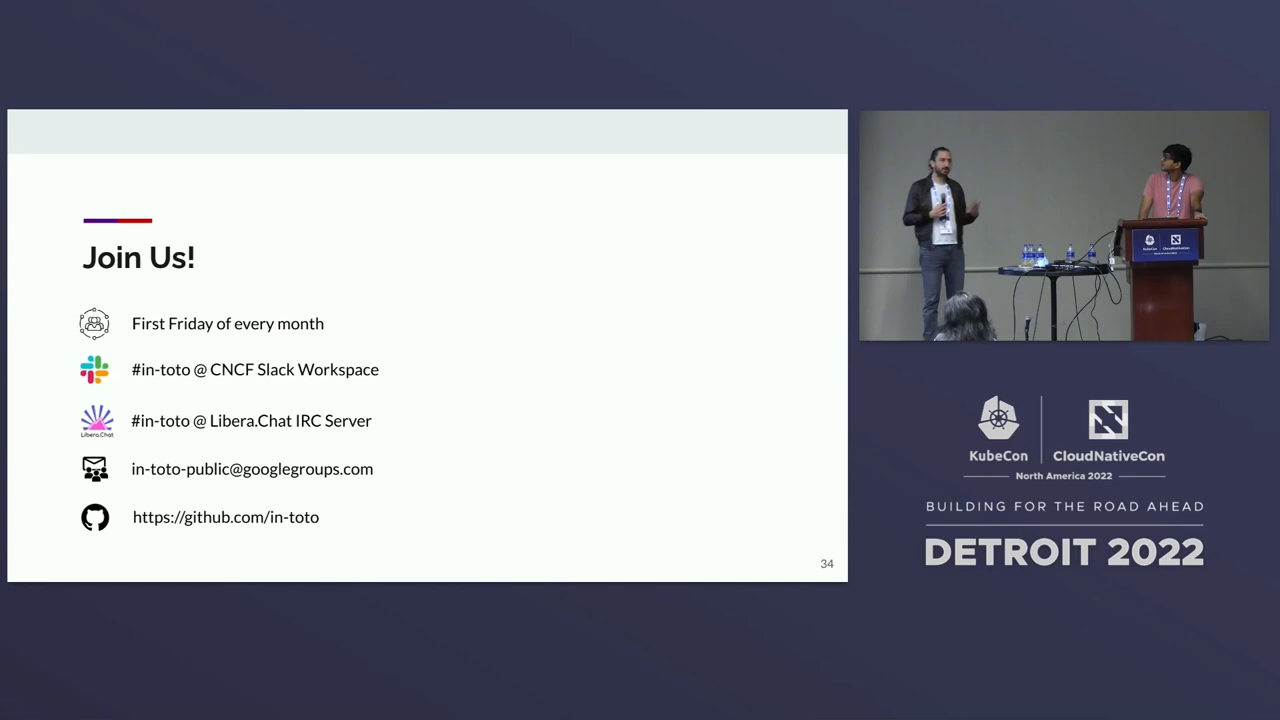 Join Us!
First Friday of every month
#in-toto @ CNCF Slack Workspace
Libera.Chat
#in-toto @ Libera.Chat IRC Server
in-toto-public@googlegroups.com
https://github.com/in-toto
34
KubeCon
CloudNativeCon
KubeCon
CloudNativeCon
North America 2022
BUILDING FOR THE ROAD AHEAD
DETROIT 2022